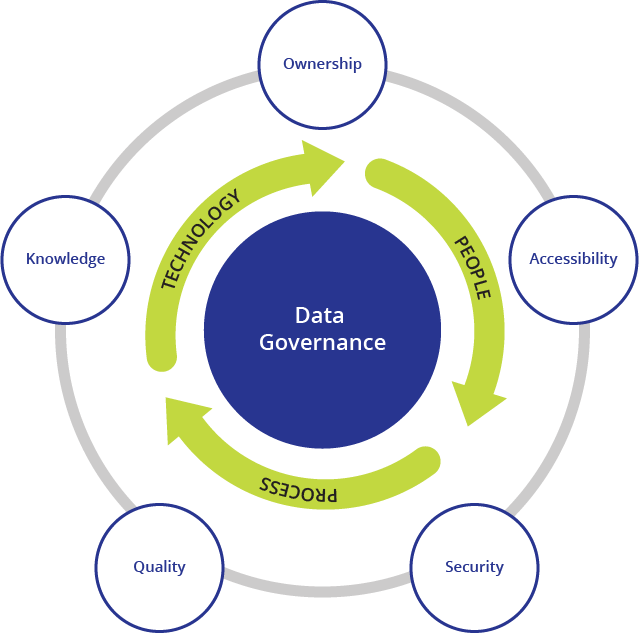 Ownership
TECHNOLOGY
PEOPLE
Knowledge
Accessibility
Data
Governance
PROCESS
Quality
Security